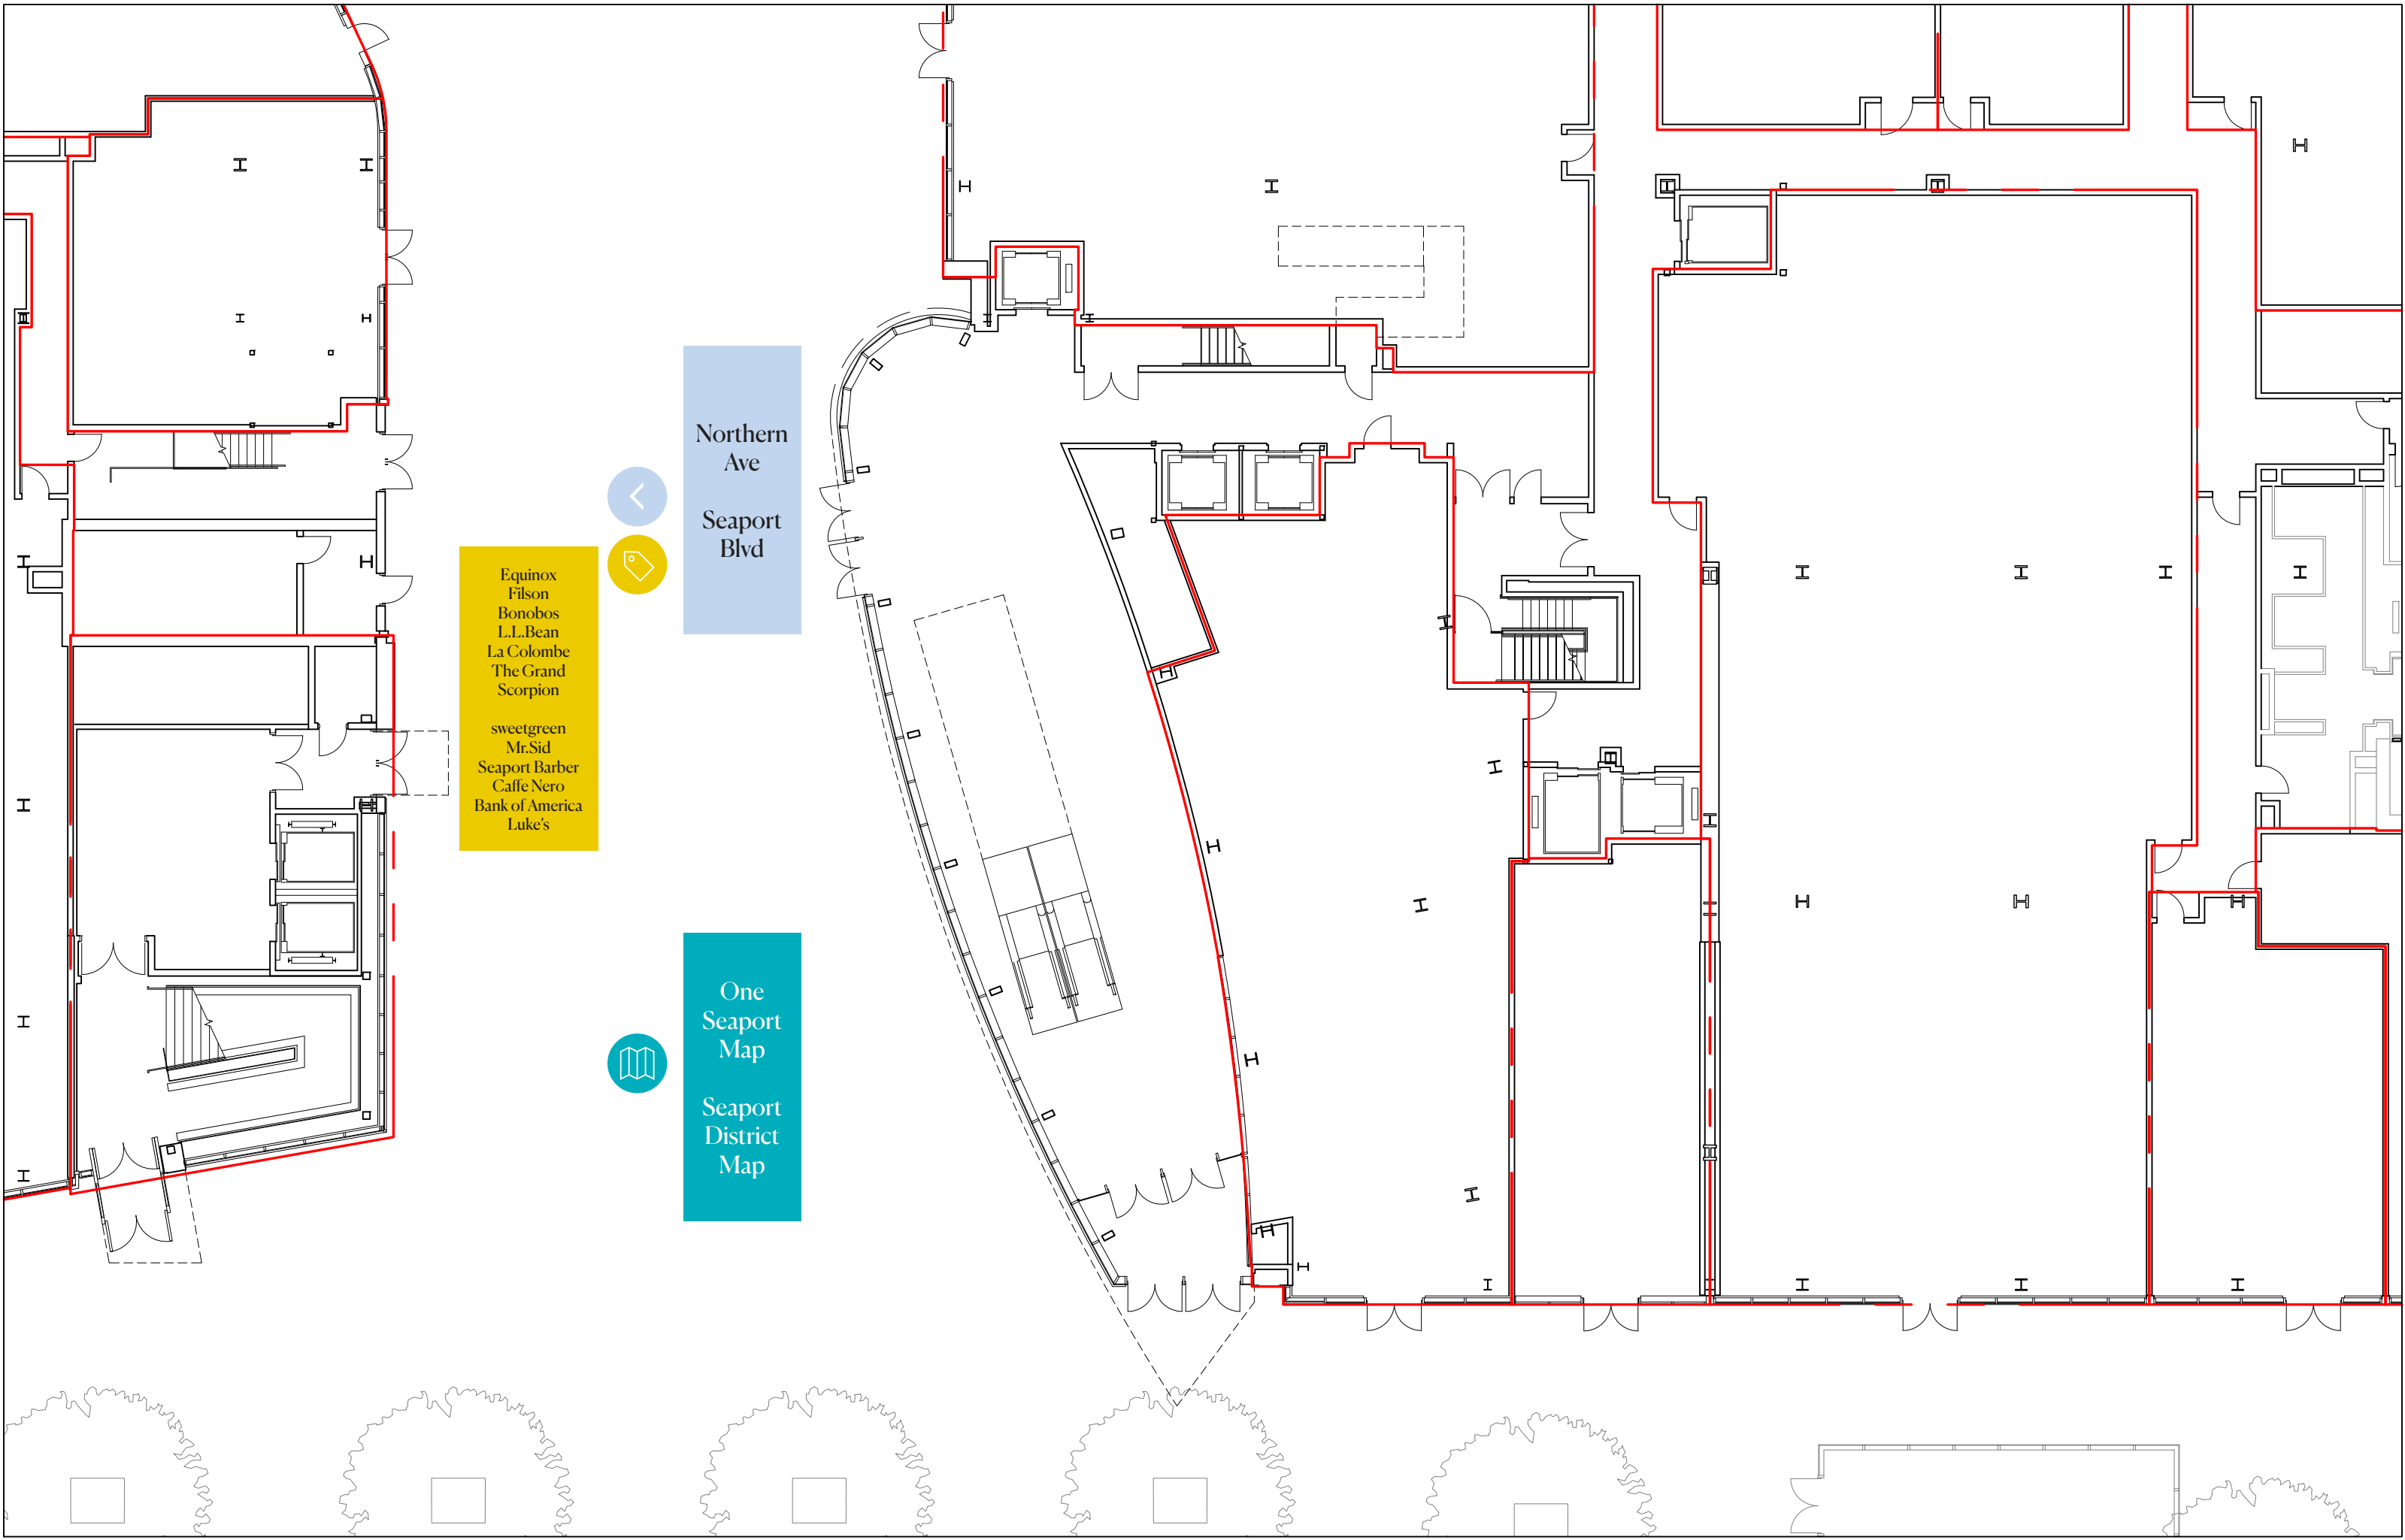 Northern
Ave
Seaport
Blvd
Equinox
Filson
Bonobos
L.L.Bean
La Colombe
The Grand
Scorpion
sweetgreen
Mr.Sid
Seaport Barber
Caffe Nero
Bank of America
Luke's
One
Seaport
Map
Seaport
District
Map